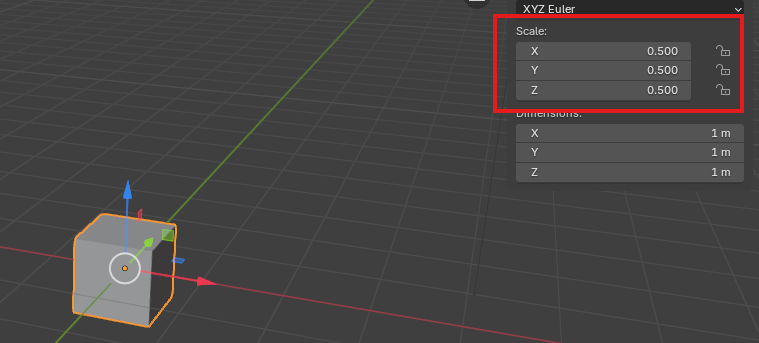 XYZ Euler
Scale:
X 0.500
Y 0.500
Z 0.500
Dimensions:
X 1 m
Y 1 m
Z 1 m